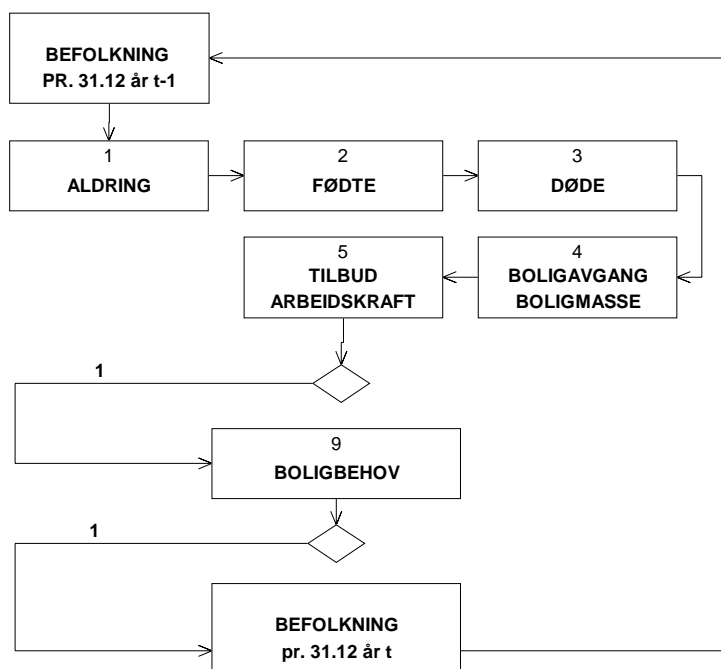 BEFOLKNING
PR. 31.12 år t-1
1
ALDRING
2
FØDTE
3
DØDE
5
TILBUD
ARBEIDSKRAFT
4
BOLIGAVGANG
BOLIGMASSE
1
9
BOLIGBEHOV
1
BEFOLKNING
pr. 31.12 år t